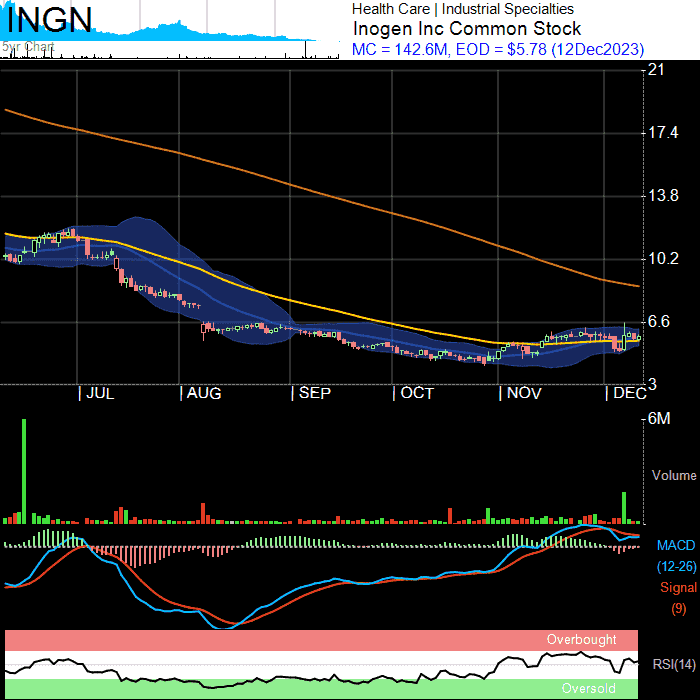 INGN
5yr Chart
Health Care | Industrial Specialties
Inogen Inc Common Stock
MC = 142.6M, EOD = $5.78 (12Dec2023)
21
17.4
13.8
10.2
6.6
3
JUL
AUG
SEP
OCT
NOV
DEC
6M
Volume
MACD
(12-26)
Signal
(9)
Overbought
RSI(14)
Oversold